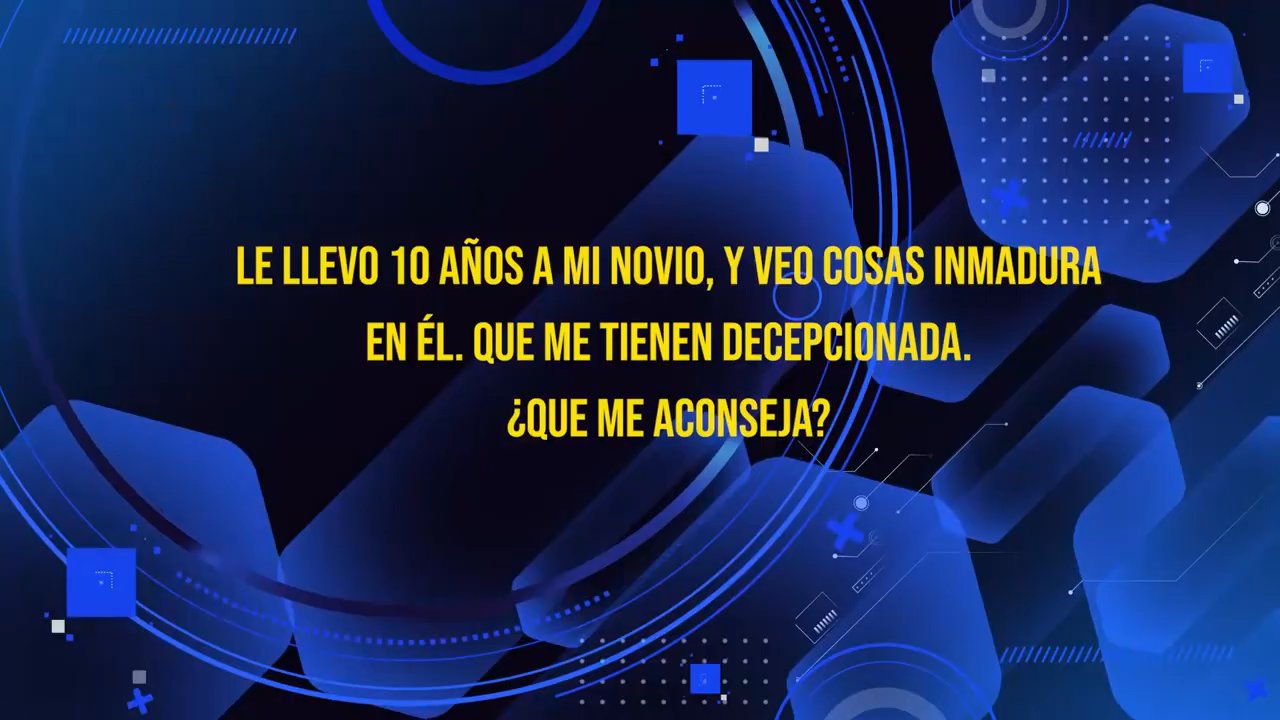 LE LLEVO 10 AÑOS A MI NOVIO, Y VEO COSAS INMADURA
EN ÉL. QUE ME TIENEN DECEPCIONADA.
¿QUE ME ACONSEJA?